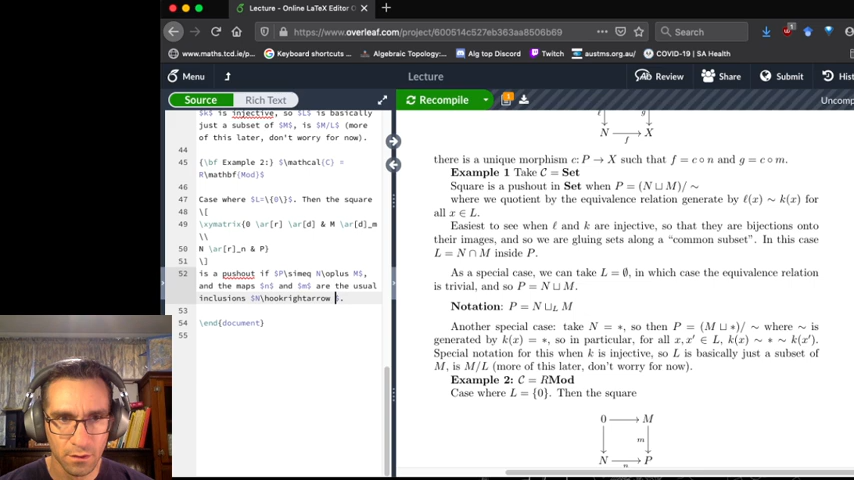 Lecture - Online LaTeX Editor O
https://www.overleaf.com/project/600514c527eb363aa8506b69
Search
www.maths.tcd.ie/pub/
Keyboard shortcuts ...
Algebraic Topology:...
Alg top Discord
Twitch
austms.org.au/
COVID-19 | SA Health
Menu
Lecture
Review
Share
Submit
Hist
Source
Rich Text
Recompile
Uncomp
$k$ is injective, so $L$ is basically
just a subset of $M$, is $M/L$ (more
of this later, don't worry for now).
44
45 {\bf Example 2:} $\mathcal{C} =
R\mathbf{Mod}$
46
47 Case where $L=\{0\}$. Then the square
48 \[
49 \xymatrix{0 \ar[r] \ar[d] & M \ar[d]_m
\\
50 N \ar[r]_n & P}
51 \]
52 is a pushout if $P\simeq N\oplus M$,
and the maps $n$ and $m$ are the usual
inclusions $N\hookrightarrow $.
53
54 \end{document}
55
ℓ g
N X
f
there is a unique morphism c: P → X such that f = c ∘ n and g = c ∘ m.
Example 1 Take C = Set
Square is a pushout in Set when P = (N ⊔ M)/ ∼
where we quotient by the equivalence relation generate by ℓ(x) ∼ k(x) for
all x ∈ L.
Easiest to see when ℓ and k are injective, so that they are bijections onto
their images, and so we are gluing sets along a “common subset”. In this case
L = N ∩ M inside P.
As a special case, we can take L = ∅, in which case the equivalence relation
is trivial, and so P = N ⊔ M.
Notation: P = N ⊔_L M
Another special case: take N = ∗, so then P = (M ⊔ ∗)/ ∼ where ∼ is
generated by k(x) = ∗, so in particular, for all x, x′ ∈ L, k(x) ∼ ∗ ∼ k(x′).
Special notation for this when k is injective, so L is basically just a subset of
M, is M/L (more of this later, don’t worry for now).
Example 2: C = RMod
Case where L = {0}. Then the square
0 M
m
N P
n